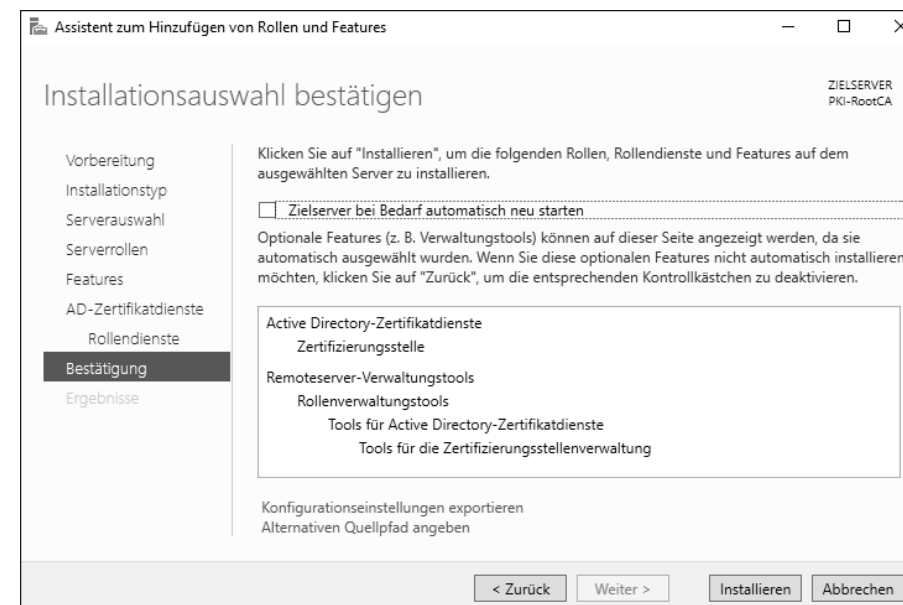 Assistent zum Hinzufügen von Rollen und Features
Installationsauswahl bestätigen
ZIELSERVER
PKI-RootCA
Vorbereitung
Installationstyp
Serverauswahl
Serverrollen
Features
AD-Zertifikatdienste
Rollendienste
Bestätigung
Ergebnisse
Klicken Sie auf "Installieren", um die folgenden Rollen, Rollendienste und Features auf dem
ausgewählten Server zu installieren.
Zielserver bei Bedarf automatisch neu starten
Optionale Features (z. B. Verwaltungstools) können auf dieser Seite angezeigt werden, da sie
automatisch ausgewählt wurden. Wenn Sie diese optionalen Features nicht automatisch installieren
möchten, klicken Sie auf "Zurück", um die entsprechenden Kontrollkästchen zu deaktivieren.
Active Directory-Zertifikatdienste
Zertifizierungsstelle
Remoteserver-Verwaltungstools
Rollenverwaltungstools
Tools für Active Directory-Zertifikatdienste
Tools für die Zertifizierungsstellenverwaltung
Konfigurationseinstellungen exportieren
Alternativen Quellpfad angeben
< Zurück
Weiter >
Installieren
Abbrechen